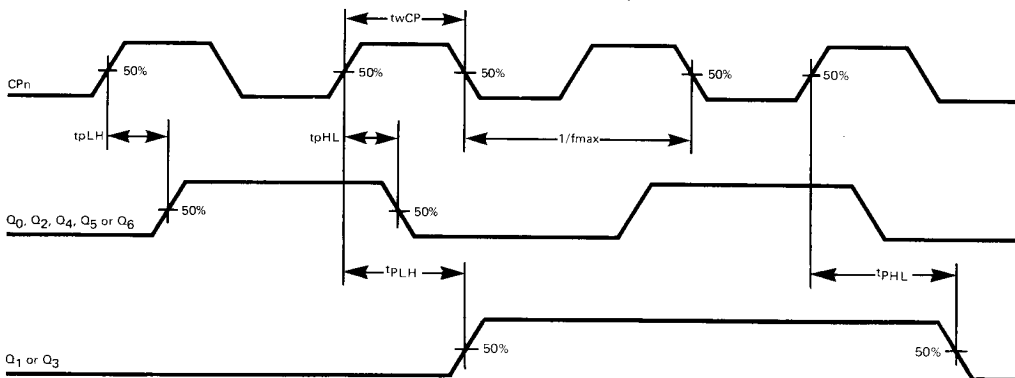 twCP
CPn
50%
50%
50%
50%
50%
tpLH
tpHL
1/fmax
Q0, Q2, Q4, Q5 or Q6
50%
50%
tPLH
tPHL
Q1 or Q3
50%
50%